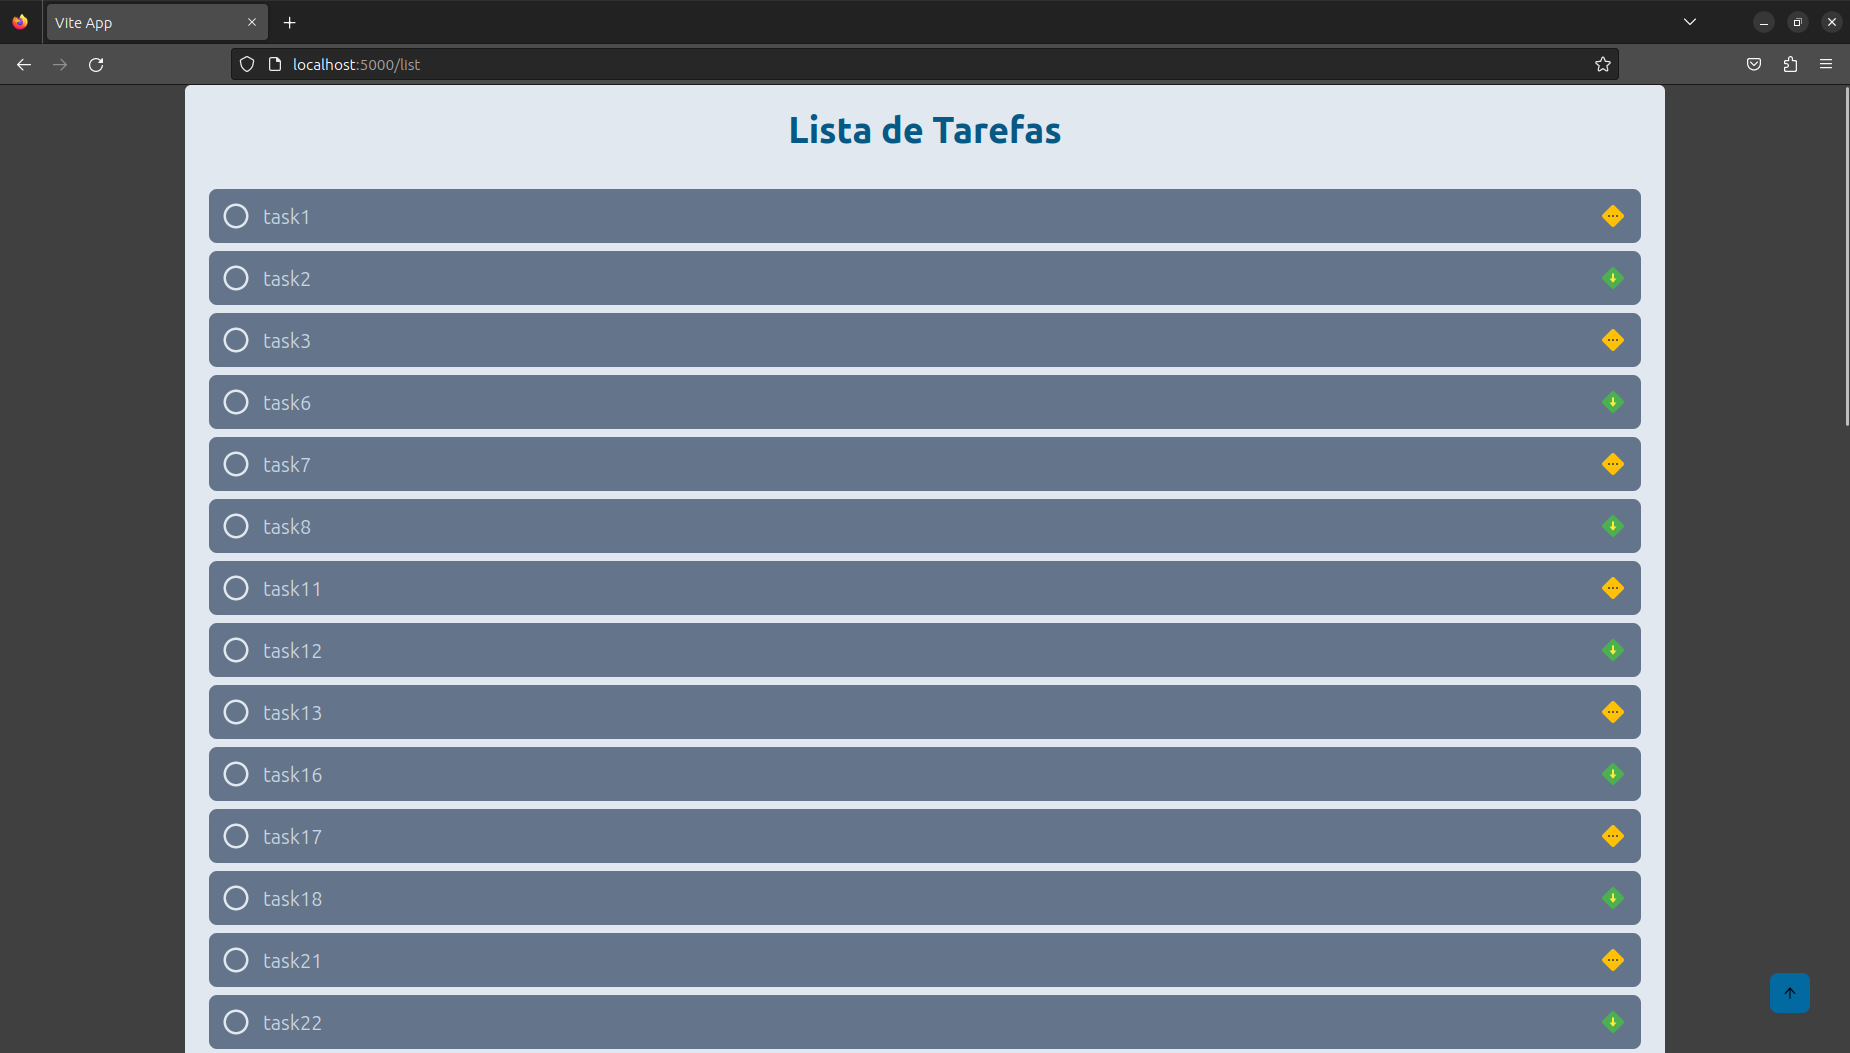 Vite App
localhost:5000/list
Lista de Tarefas
task1
task2
task3
task6
task7
task8
task11
task12
task13
task16
task17
task18
task21
task22